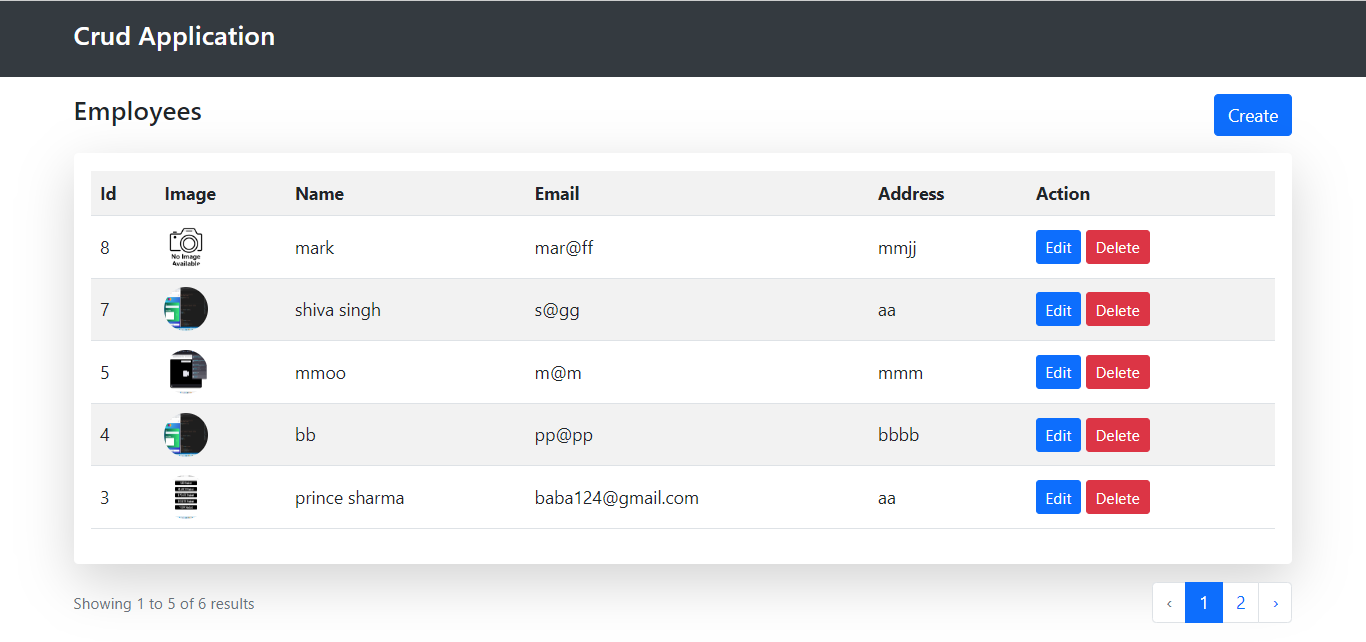 Crud Application
Employees
Create
Id Image Name Email Address Action
No Image
Available
8 mark mar@ff mmjj Edit Delete
7 shiva singh s@gg aa Edit Delete
5 mmoo m@m mmm Edit Delete
4 bb pp@pp bbbb Edit Delete
3 prince sharma baba124@gmail.com aa Edit Delete
Showing 1 to 5 of 6 results
‹ 1 2 ›